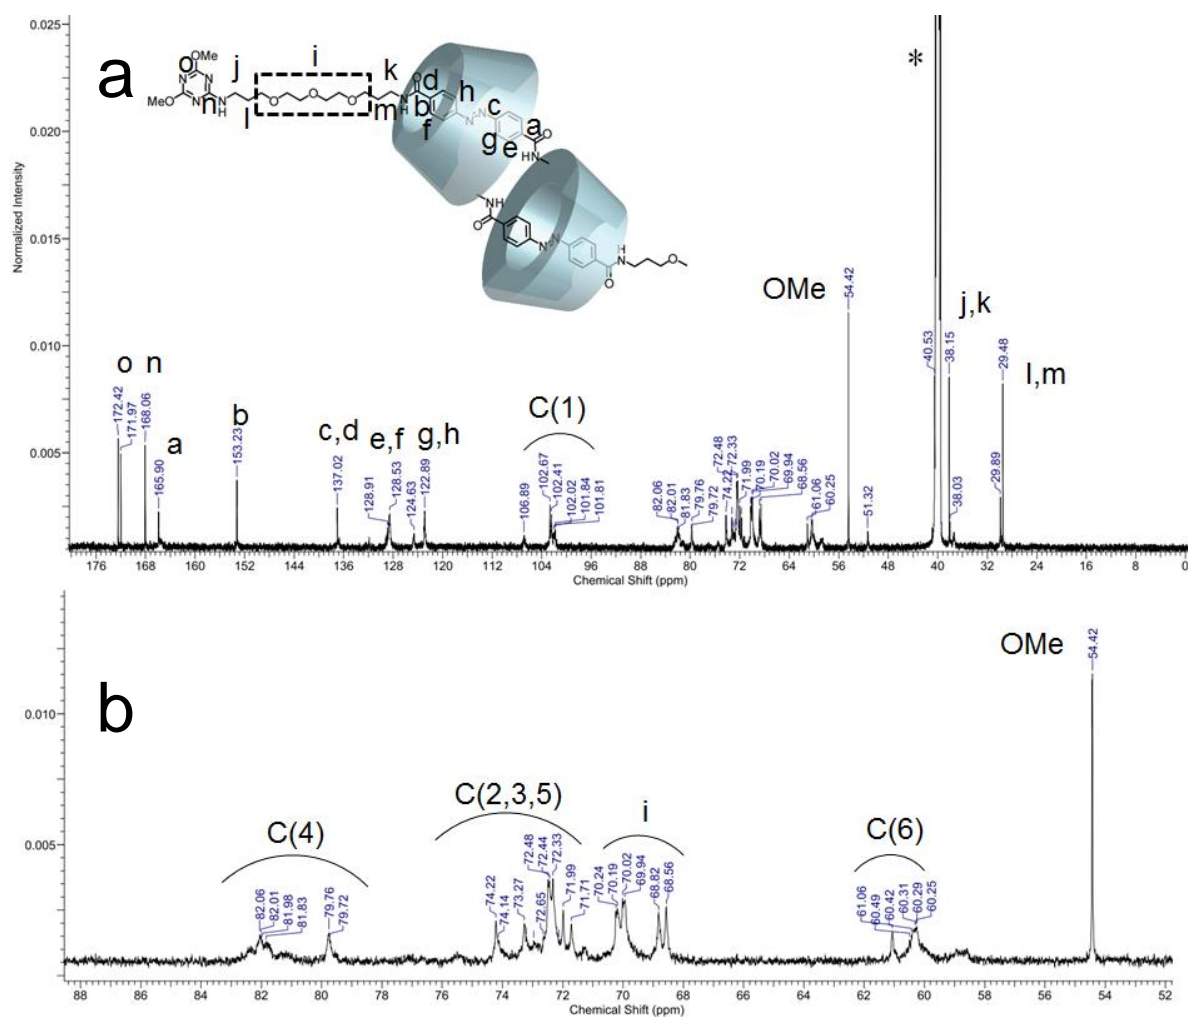 a
OMe
o
N
N
MeO
N
n
N
H
j
l
i
O
O
O
k
m
N
H
O
d
b
f
h
N
N
c
g
e
a
O
HN
NH
O
N
N
O
N
H
O
*
OMe
j,k
l,m
o
n
a
b
c,d
e,f
g,h
C(1)
172.42
171.97
168.06
165.90
153.23
137.02
128.91
128.53
124.63
122.89
106.89
102.67
102.41
102.02
101.84
101.81
82.06
82.01
81.83
79.76
79.72
74.22
72.48
72.33
71.99
70.19
70.02
69.94
68.56
61.06
60.25
54.42
51.32
40.53
38.15
38.03
29.89
29.48
Normalized Intensity
0.025
0.020
0.015
0.010
0.005
176 168 160 152 144 136 128 120 112 104 96 88 80 72 64 56 48 40 32 24 16 8 0
Chemical Shift (ppm)
b
OMe
C(4)
C(2,3,5)
i
C(6)
82.06
82.01
81.98
81.83
79.76
79.72
74.22
74.14
73.27
72.65
72.48
72.44
72.33
71.99
71.71
70.24
70.19
70.02
69.94
68.82
68.56
61.06
60.49
60.42
60.31
60.29
60.25
54.42
0.010
0.005
88 86 84 82 80 78 76 74 72 70 68 66 64 62 60 58 56 54 52
Chemical Shift (ppm)